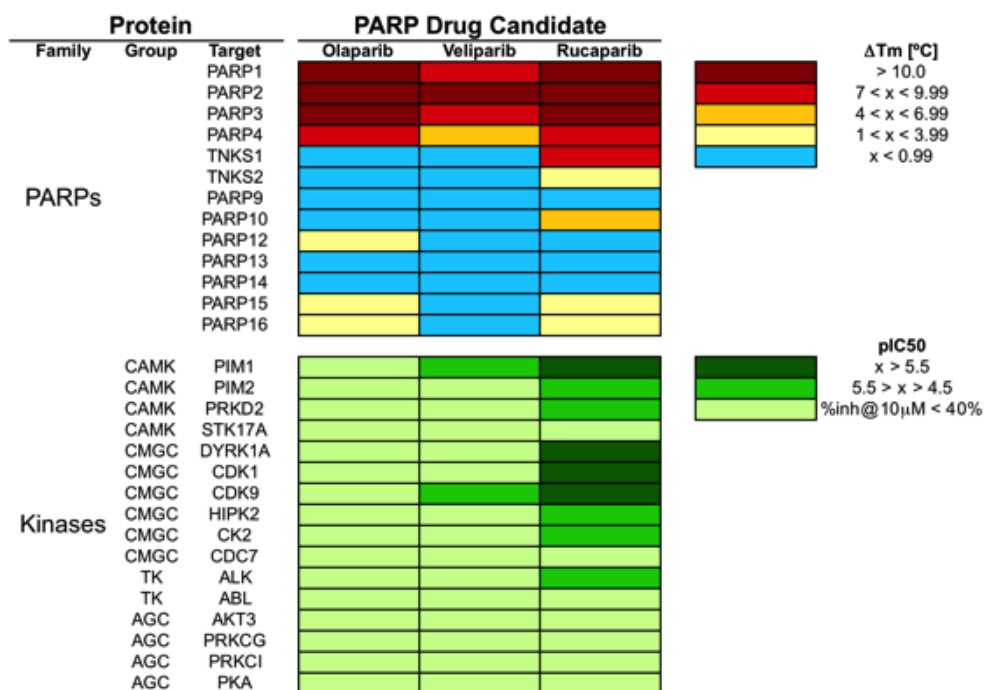 Protein PARP Drug Candidate
Family Group Target Olaparib Veliparib Rucaparib ΔTm [ºC]
PARP1 > 10.0
PARP2 7 < x < 9.99
PARP3 4 < x < 6.99
PARP4 1 < x < 3.99
TNKS1 x < 0.99
TNKS2
PARPs PARP9
PARP10
PARP12
PARP13
PARP14
PARP15
PARP16
pIC50
CAMK PIM1 x > 5.5
CAMK PIM2 5.5 > x > 4.5
CAMK PRKD2 %inh@10μM < 40%
CAMK STK17A
CMGC DYRK1A
CMGC CDK1
CMGC CDK9
Kinases CMGC HIPK2
CMGC CK2
CMGC CDC7
TK ALK
TK ABL
AGC AKT3
AGC PRKCG
AGC PRKCI
AGC PKA